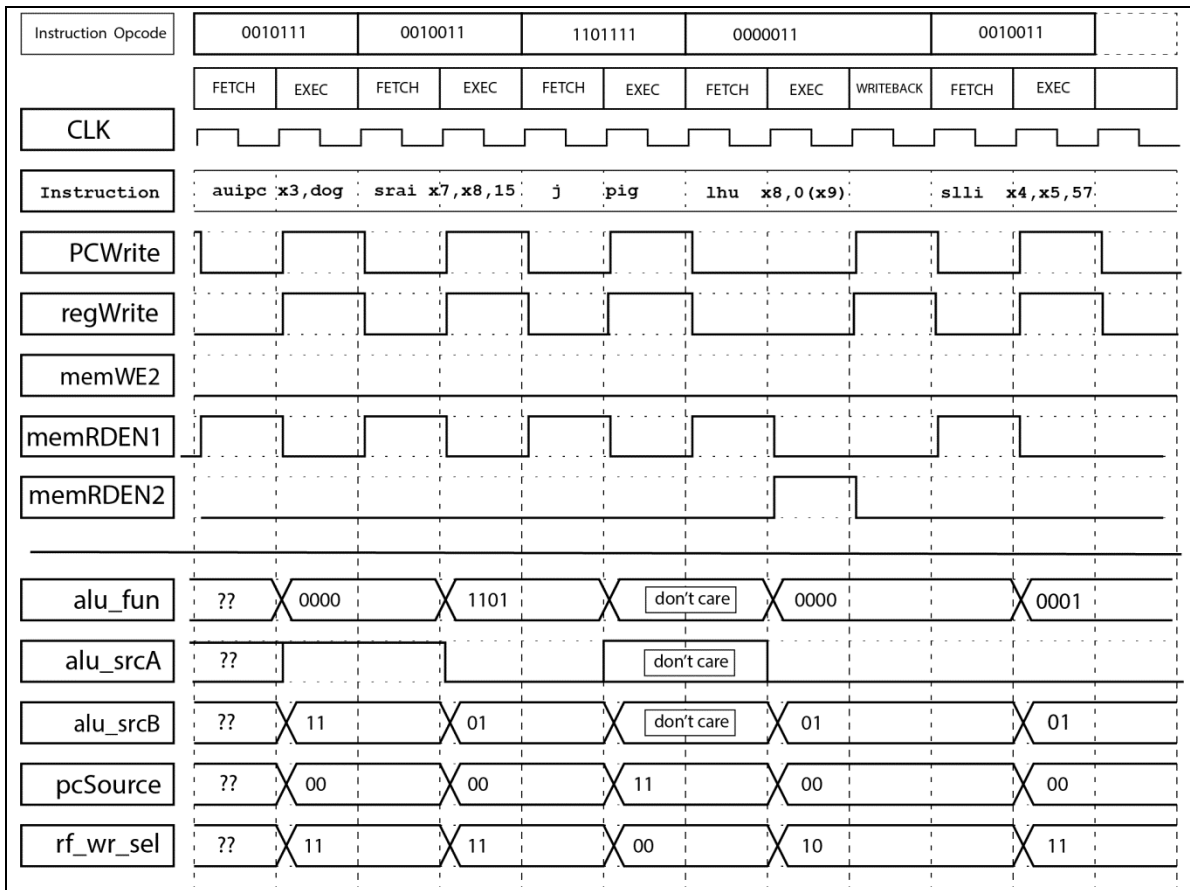 Instruction Opcode 0010111 0010011 1101111 0000011 0010011
FETCH EXEC FETCH EXEC FETCH EXEC FETCH EXEC WRITEBACK FETCH EXEC
CLK
Instruction auipc x3,dog srai x7,x8,15 j pig lhu x8,0(x9) slli x4,x5,57
PCWrite
regWrite
memWE2
memRDEN1
memRDEN2
alu_fun ?? 0000 1101 don't care 0000 0001
alu_srcA ?? don't care
alu_srcB ?? 11 01 don't care 01 01
pcSource ?? 00 00 11 00 00
rf_wr_sel ?? 11 11 00 10 11